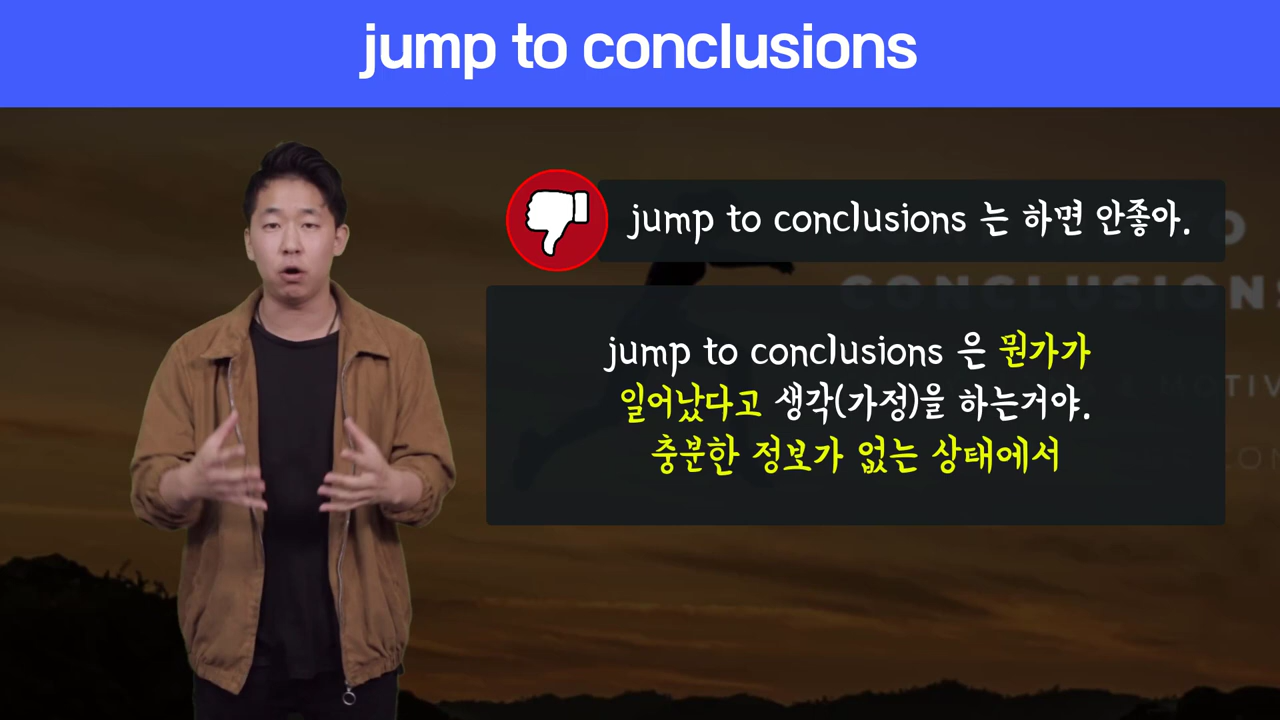 jump to conclusions
jump to conclusions 는 하면 안좋아.
CONCLUSIONS
jump to conclusions 은 뭔가가
일어났다고 생각(가정)을 하는거야.
충분한 정보가 없는 상태에서